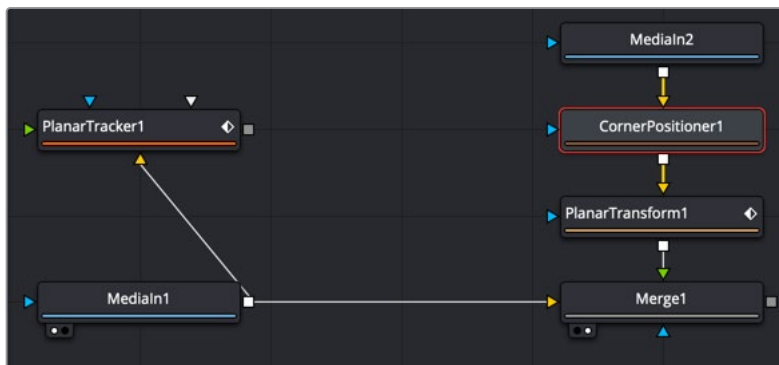 MediaIn2
PlanarTracker1
CornerPositioner1
PlanarTransform1
MediaIn1
Merge1